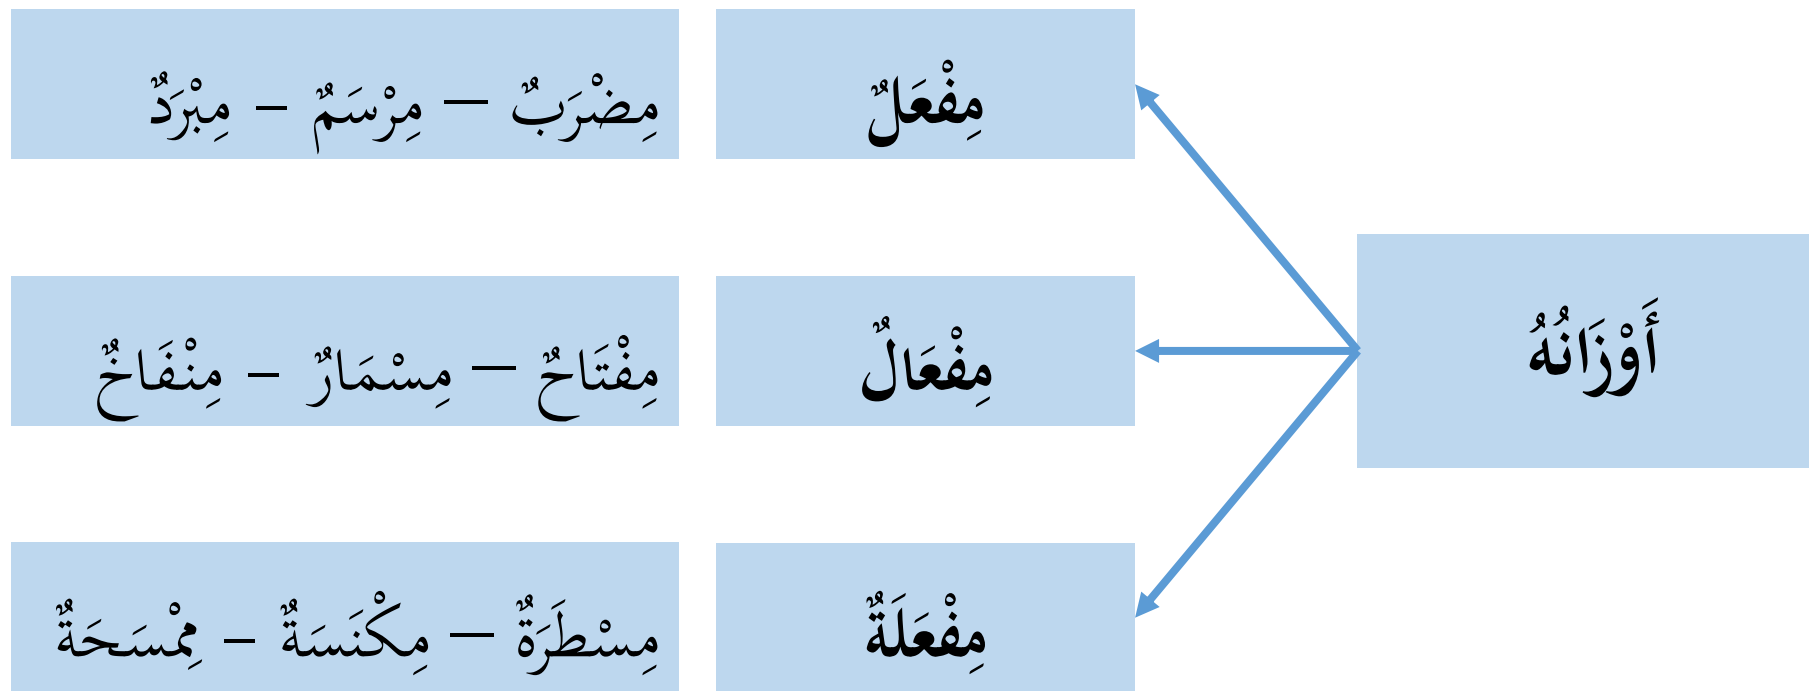 أَوْزَانُهُ
مِفْعَلٌ
مِضْرَبٌ – مِرْسَمٌ – مِبْرَدٌ
مِفْعَالٌ
مِفْتَاحٌ – مِسْمَارٌ – مِنْفَاخٌ
مِفْعَلَةٌ
مِسْطَرَةٌ – مِكْنَسَةٌ – مِمْسَحَةٌ